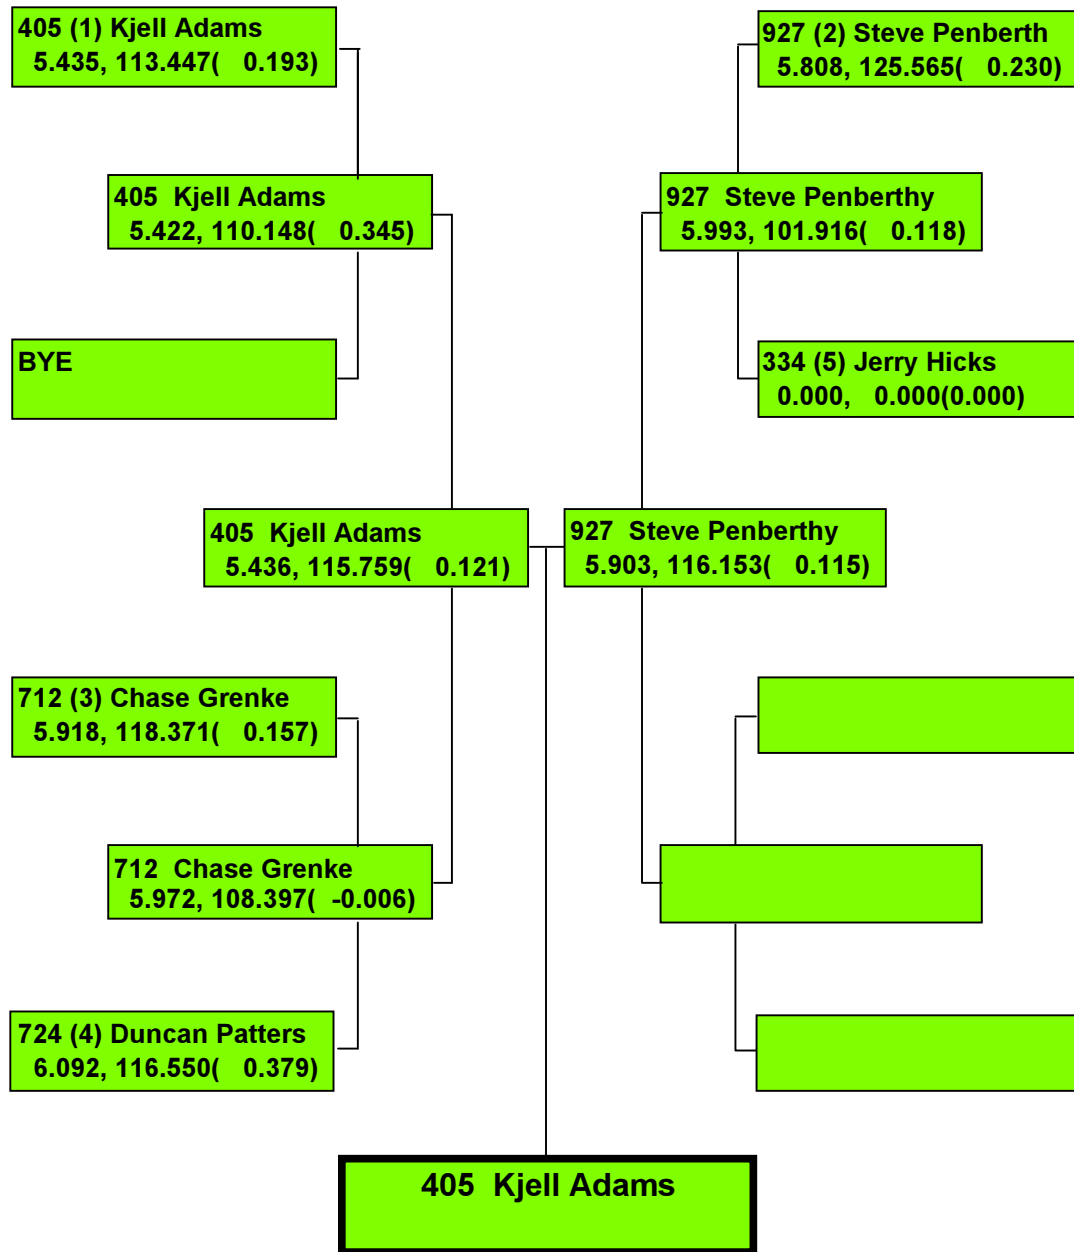 405 (1) Kjell Adams
5.435, 113.447(   0.193)
927 (2) Steve Penberth
5.808, 125.565(   0.230)
405  Kjell Adams
5.422, 110.148(   0.345)
927  Steve Penberthy
5.993, 101.916(   0.118)
BYE
334 (5) Jerry Hicks
0.000,   0.000(0.000)
405  Kjell Adams
5.436, 115.759(   0.121)
927  Steve Penberthy
5.903, 116.153(   0.115)
712 (3) Chase Grenke
5.918, 118.371(   0.157)
712  Chase Grenke
5.972, 108.397(  -0.006)
724 (4) Duncan Patters
6.092, 116.550(   0.379)
405  Kjell Adams